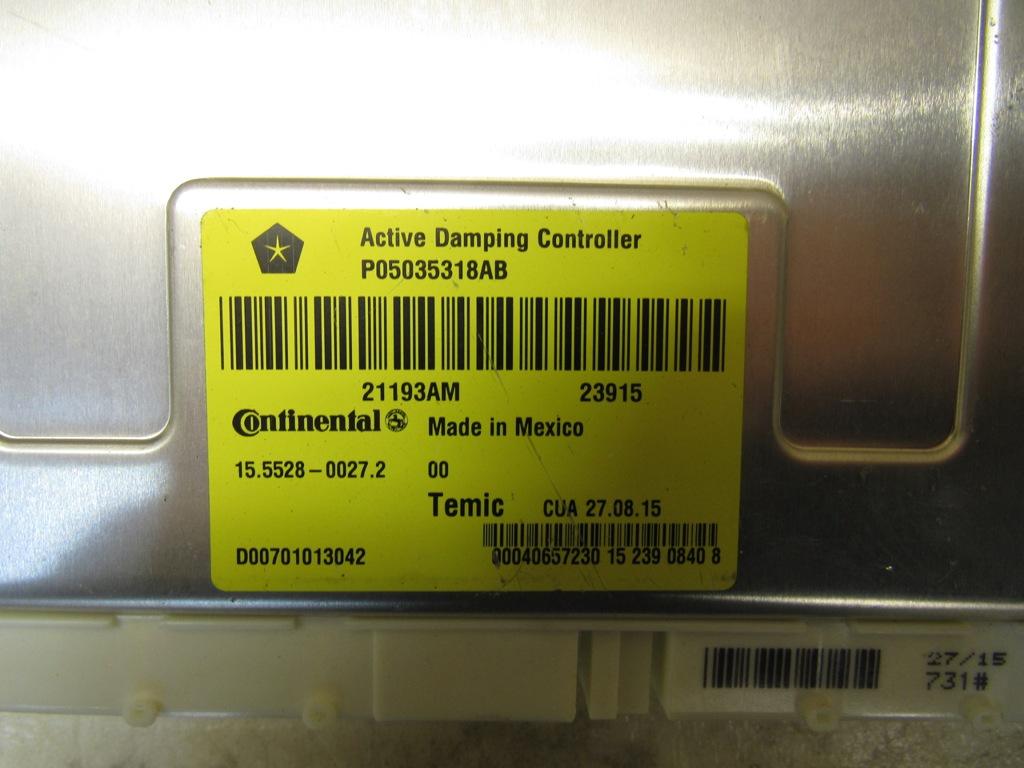 Active Damping Controller
P05035318AB
21193AM 23915
Continental Made in Mexico
15.5528-0027.2 00
Temic CUA 27.08.15
D00701013042 00040657230 15 239 0840 8
27/15
731#